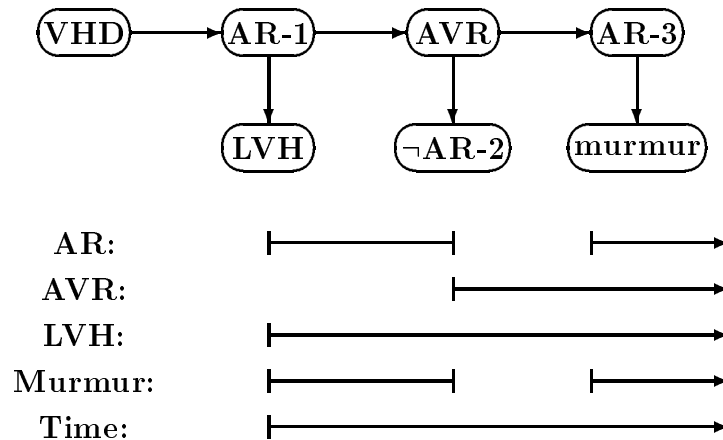 VHD AR-1 AVR AR-3
LVH ¬AR-2 murmur
AR:
AVR:
LVH:
Murmur:
Time: